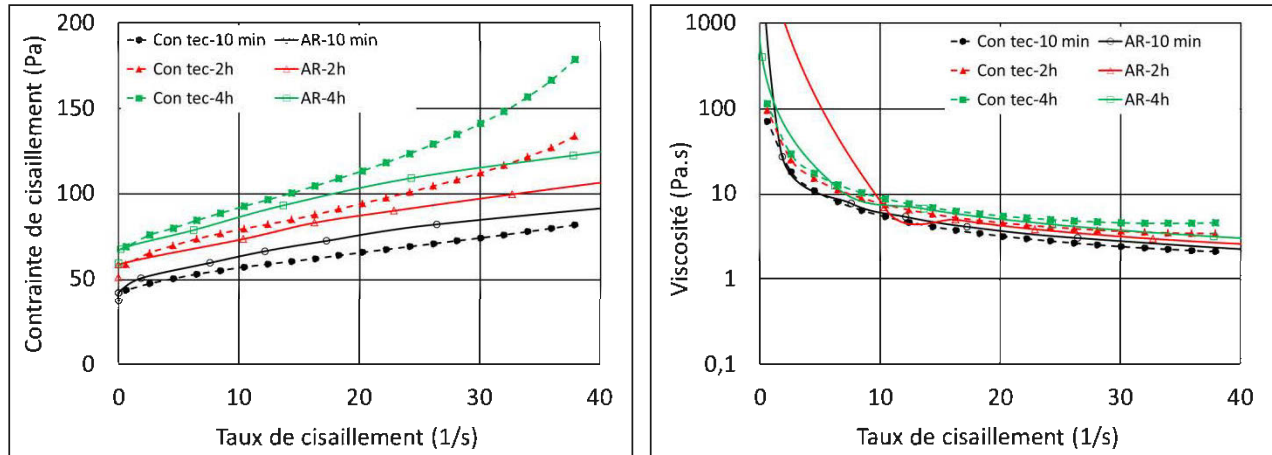 200
150
100
50
0
0 10 20 30 40
Contrainte de cisaillement (Pa)
Taux de cisaillement (1/s)
Con tec-10 min AR-10 min
Con tec-2h AR-2h
Con tec-4h AR-4h
1000
100
10
1
0,1
0 10 20 30 40
Viscosité (Pa.s)
Taux de cisaillement (1/s)
Con tec-10 min AR-10 min
Con tec-2h AR-2h
Con tec-4h AR-4h